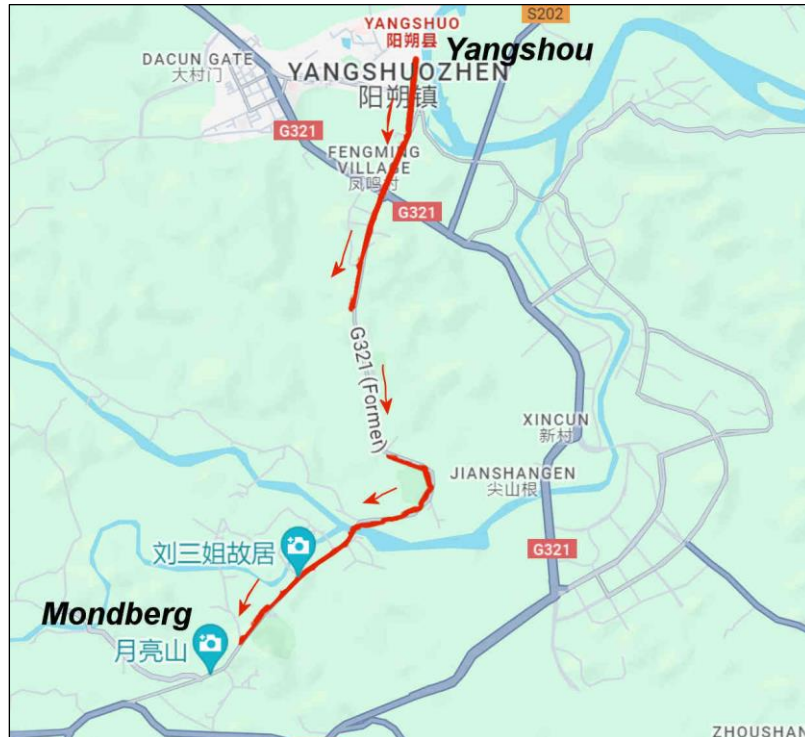 S202
YANGSHUO
阳朔县
Yangshou
DACUN GATE
大村门
YANGSHUOZHEN
阳朔镇
G321
FENGMING
VILLAGE
凤鸣村
G321
G321 (Former)
XINCUN
新村
JIANSHANGEN
尖山根
刘三姐故居
G321
Mondberg
月亮山
ZHOUSHAN